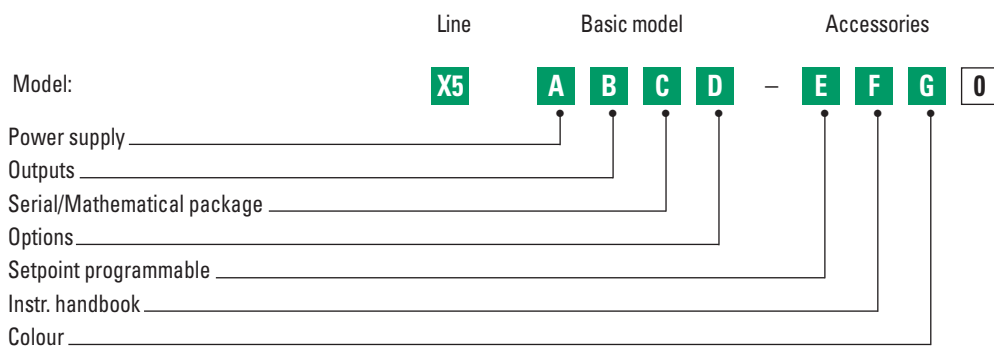 Line Basic model Accessories
Model: X5 A B C D – E F G 0
Power supply
Outputs
Serial/Mathematical package
Options
Setpoint programmable
Instr. handbook
Colour